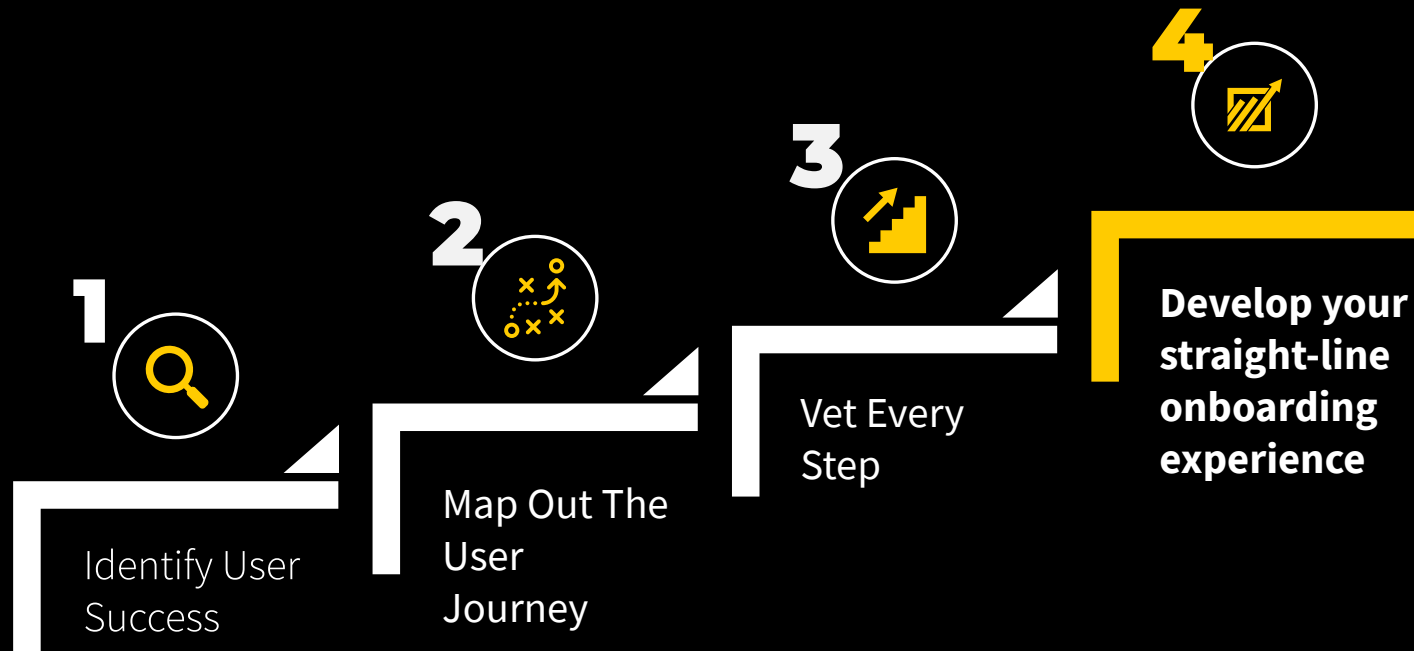 1
Identify User
Success
2
Map Out The
User
Journey
3
Vet Every
Step
4
Develop your
straight-line
onboarding
experience